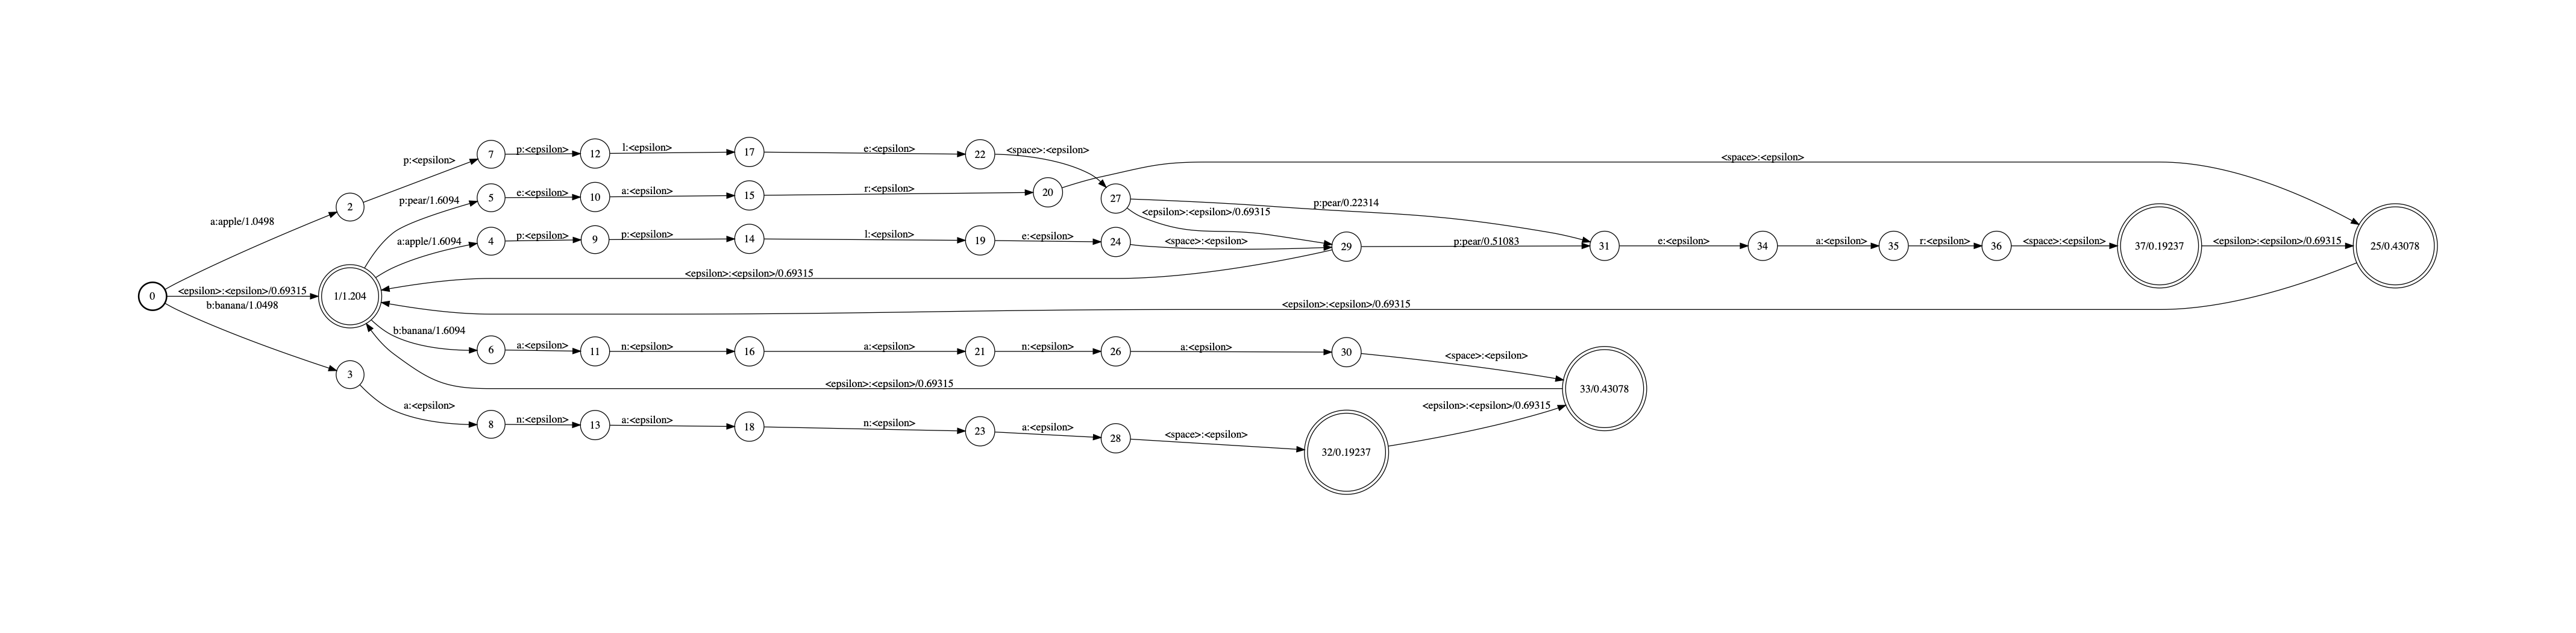 0
a:apple/1.0498
<epsilon>:<epsilon>/0.69315
b:banana/1.0498
2
1/1.204
3
p:<epsilon>
p:pear/1.6094
a:apple/1.6094
b:banana/1.6094
a:<epsilon>
7
p:<epsilon>
12
l:<epsilon>
17
e:<epsilon>
22
<space>:<epsilon>
5
e:<epsilon>
10
a:<epsilon>
15
r:<epsilon>
20
<space>:<epsilon>
27
p:pear/0.22314
<epsilon>:<epsilon>/0.69315
4
p:<epsilon>
9
p:<epsilon>
14
l:<epsilon>
19
e:<epsilon>
24
<space>:<epsilon>
29
p:pear/0.51083
31
e:<epsilon>
34
a:<epsilon>
35
r:<epsilon>
36
<space>:<epsilon>
37/0.19237
<epsilon>:<epsilon>/0.69315
25/0.43078
<epsilon>:<epsilon>/0.69315
<epsilon>:<epsilon>/0.69315
6
a:<epsilon>
11
n:<epsilon>
16
a:<epsilon>
21
n:<epsilon>
26
a:<epsilon>
30
<space>:<epsilon>
33/0.43078
<epsilon>:<epsilon>/0.69315
8
n:<epsilon>
13
a:<epsilon>
18
n:<epsilon>
23
a:<epsilon>
28
<space>:<epsilon>
32/0.19237
<epsilon>:<epsilon>/0.69315